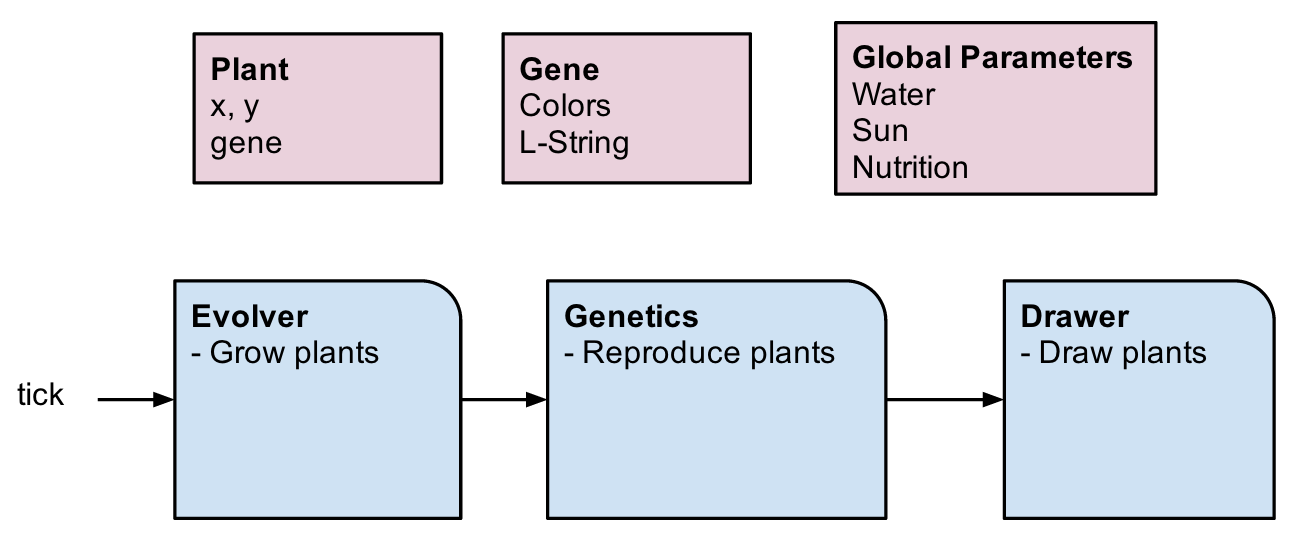 Plant
x, y
gene
Gene
Colors
L-String
Global Parameters
Water
Sun
Nutrition
tick
Evolver
- Grow plants
Genetics
- Reproduce plants
Drawer
- Draw plants